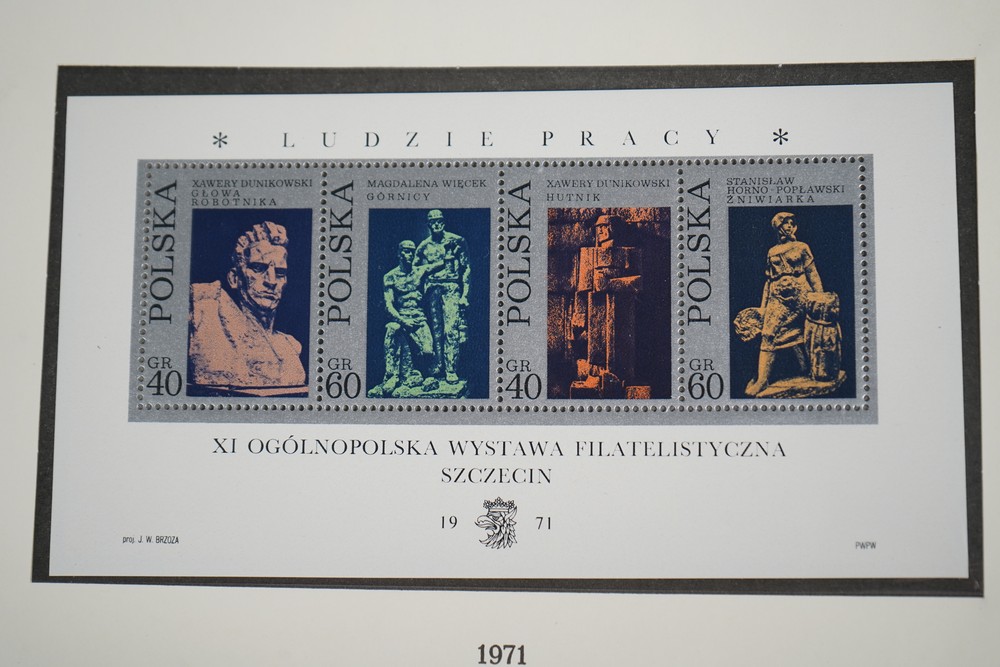 * LUDZIE PRACY *
POLSKA
XAWERY DUNIKOWSKI
GŁOWA
ROBOTNIKA
GR
40
POLSKA
MAGDALENA WIĘCEK
GÓRNICY
GR
60
POLSKA
XAWERY DUNIKOWSKI
HUTNIK
GR
40
POLSKA
STANISŁAW
HORNO-POPŁAWSKI
ŻNIWIARKA
GR
60
XI OGÓLNOPOLSKA WYSTAWA FILATELISTYCZNA
SZCZECIN
19 71
proj. J. W. BRZOZA
PWPW
1971